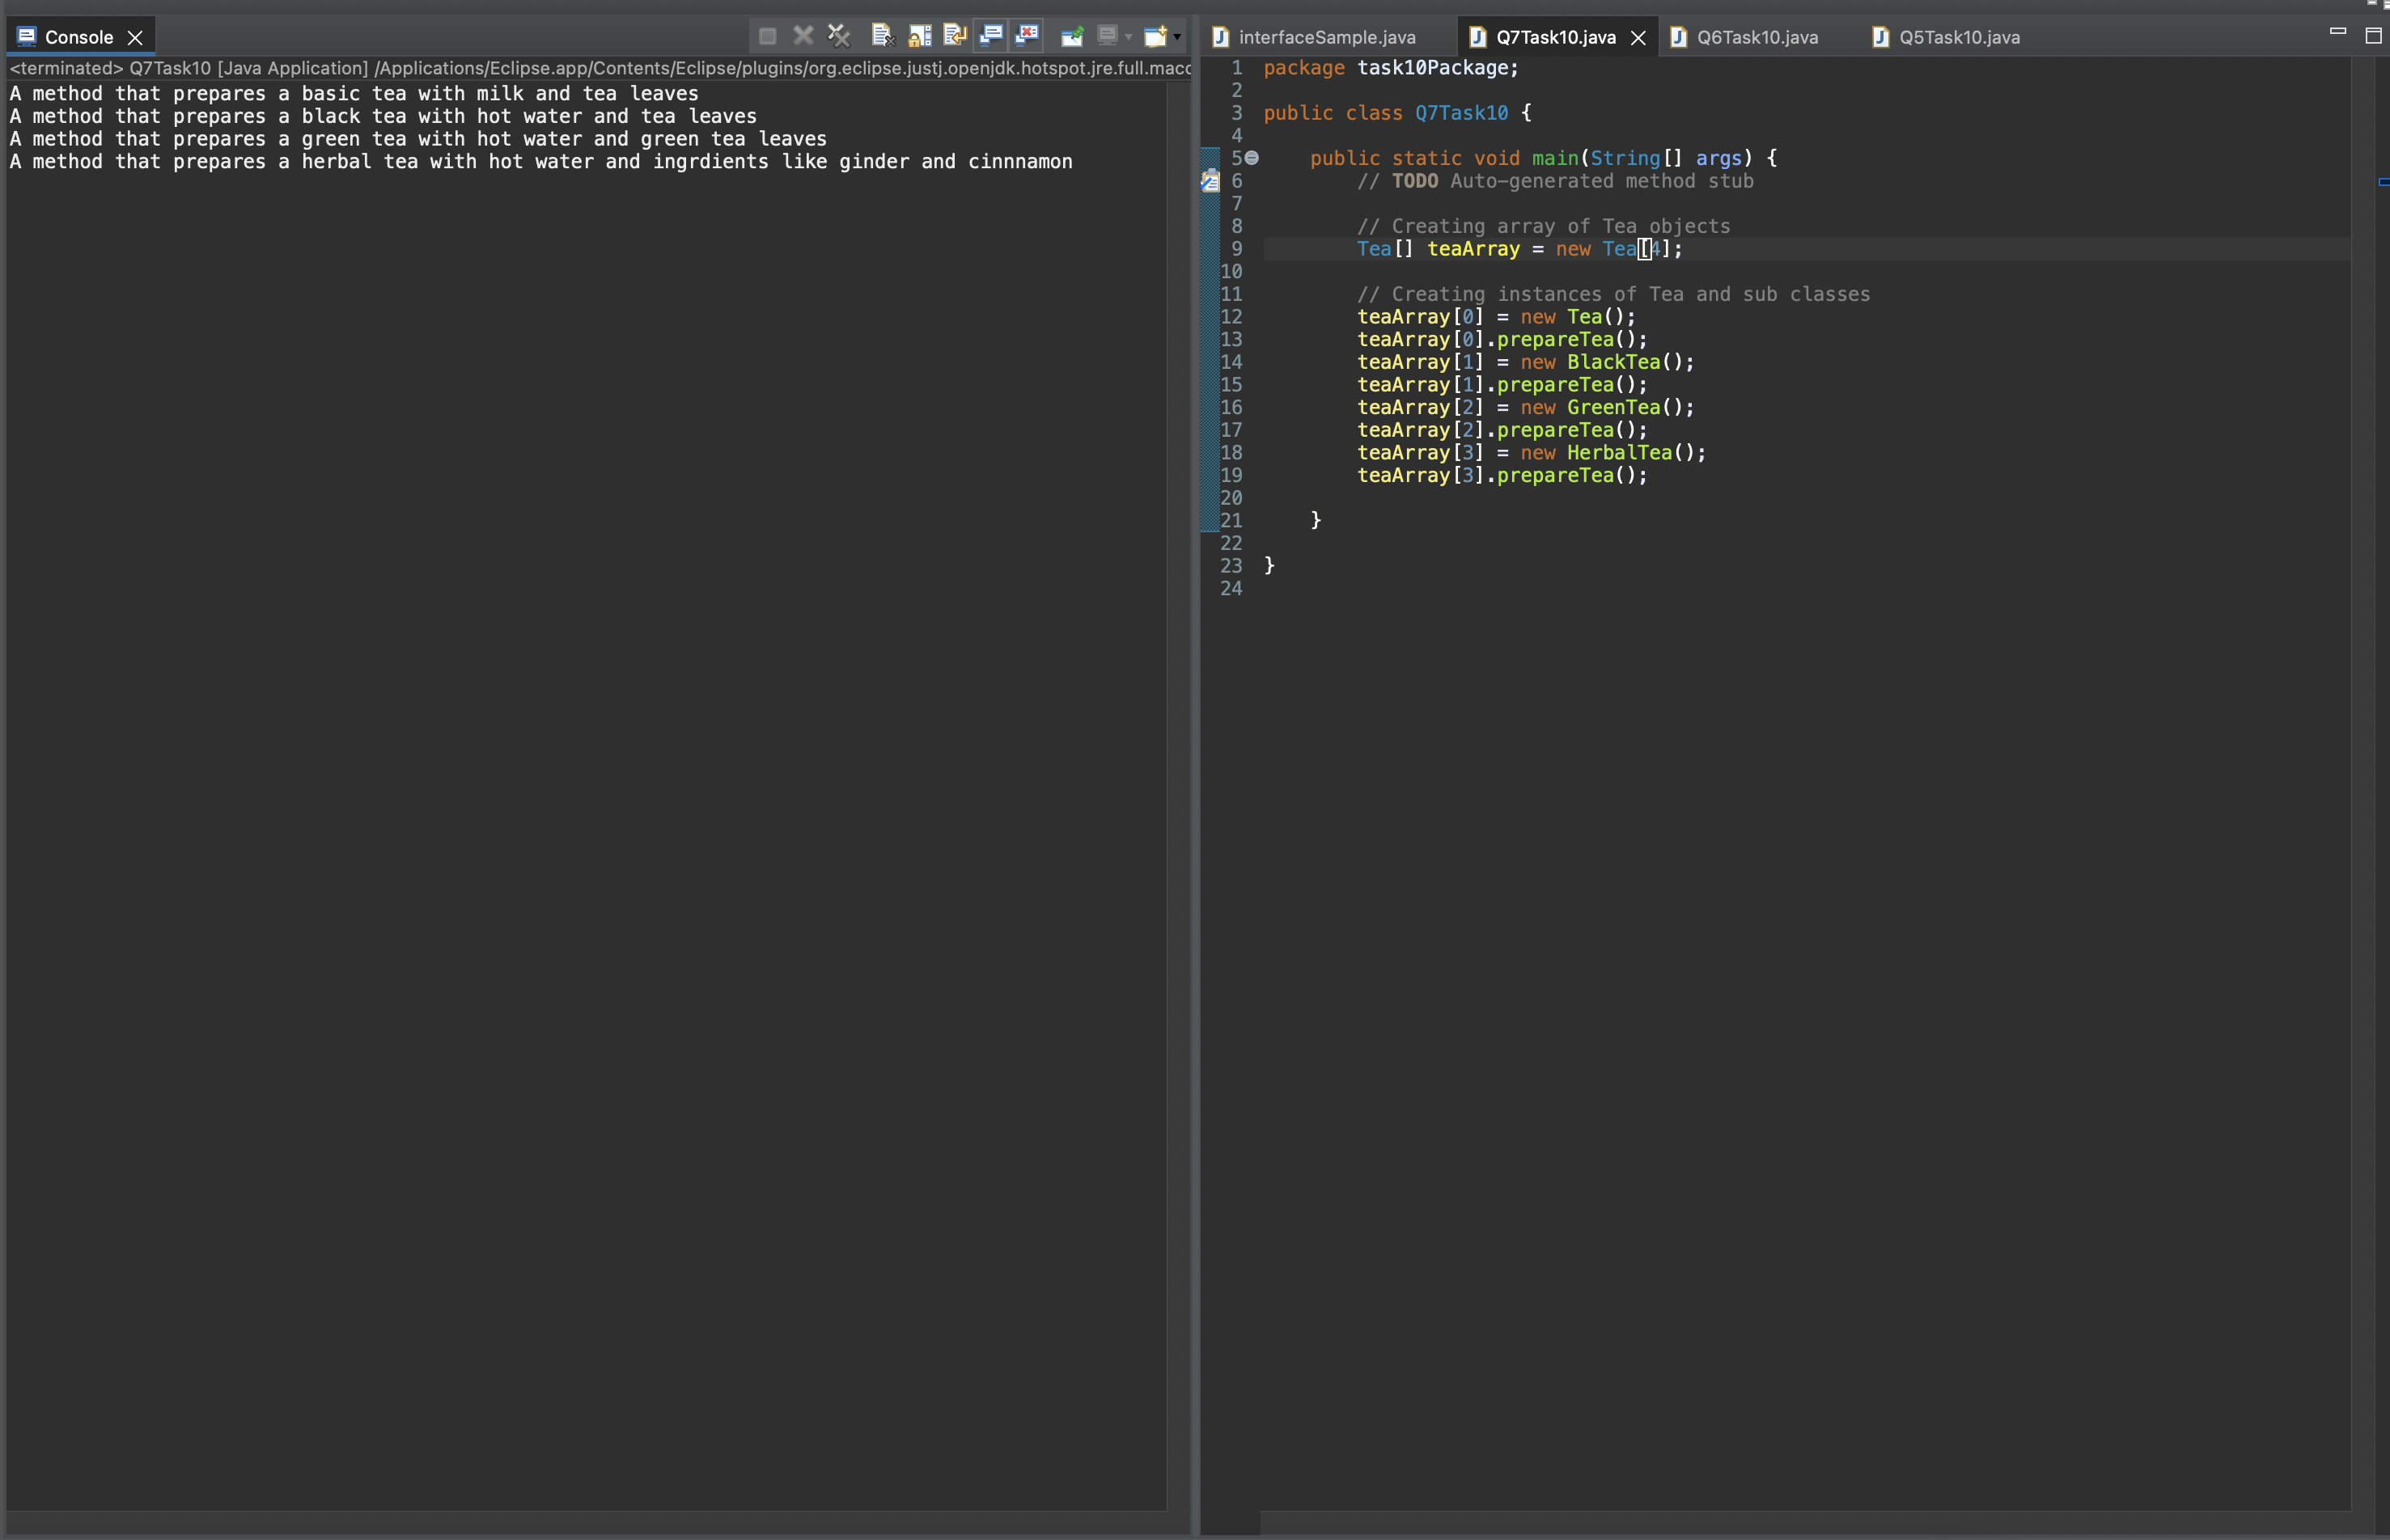 Console
<terminated> Q7Task10 [Java Application] /Applications/Eclipse.app/Contents/Eclipse/plugins/org.eclipse.justj.openjdk.hotspot.jre.full.macc
A method that prepares a basic tea with milk and tea leaves
A method that prepares a black tea with hot water and tea leaves
A method that prepares a green tea with hot water and green tea leaves
A method that prepares a herbal tea with hot water and ingrdients like ginder and cinnnamon
interfaceSample.java
Q7Task10.java
Q6Task10.java
Q5Task10.java
1 package task10Package;
2
3 public class Q7Task10 {
4
5 public static void main(String[] args) {
6 // TODO Auto-generated method stub
7
8 // Creating array of Tea objects
9 Tea[] teaArray = new Tea[4];
10
11 // Creating instances of Tea and sub classes
12 teaArray[0] = new Tea();
13 teaArray[0].prepareTea();
14 teaArray[1] = new BlackTea();
15 teaArray[1].prepareTea();
16 teaArray[2] = new GreenTea();
17 teaArray[2].prepareTea();
18 teaArray[3] = new HerbalTea();
19 teaArray[3].prepareTea();
20
21 }
22
23 }
24